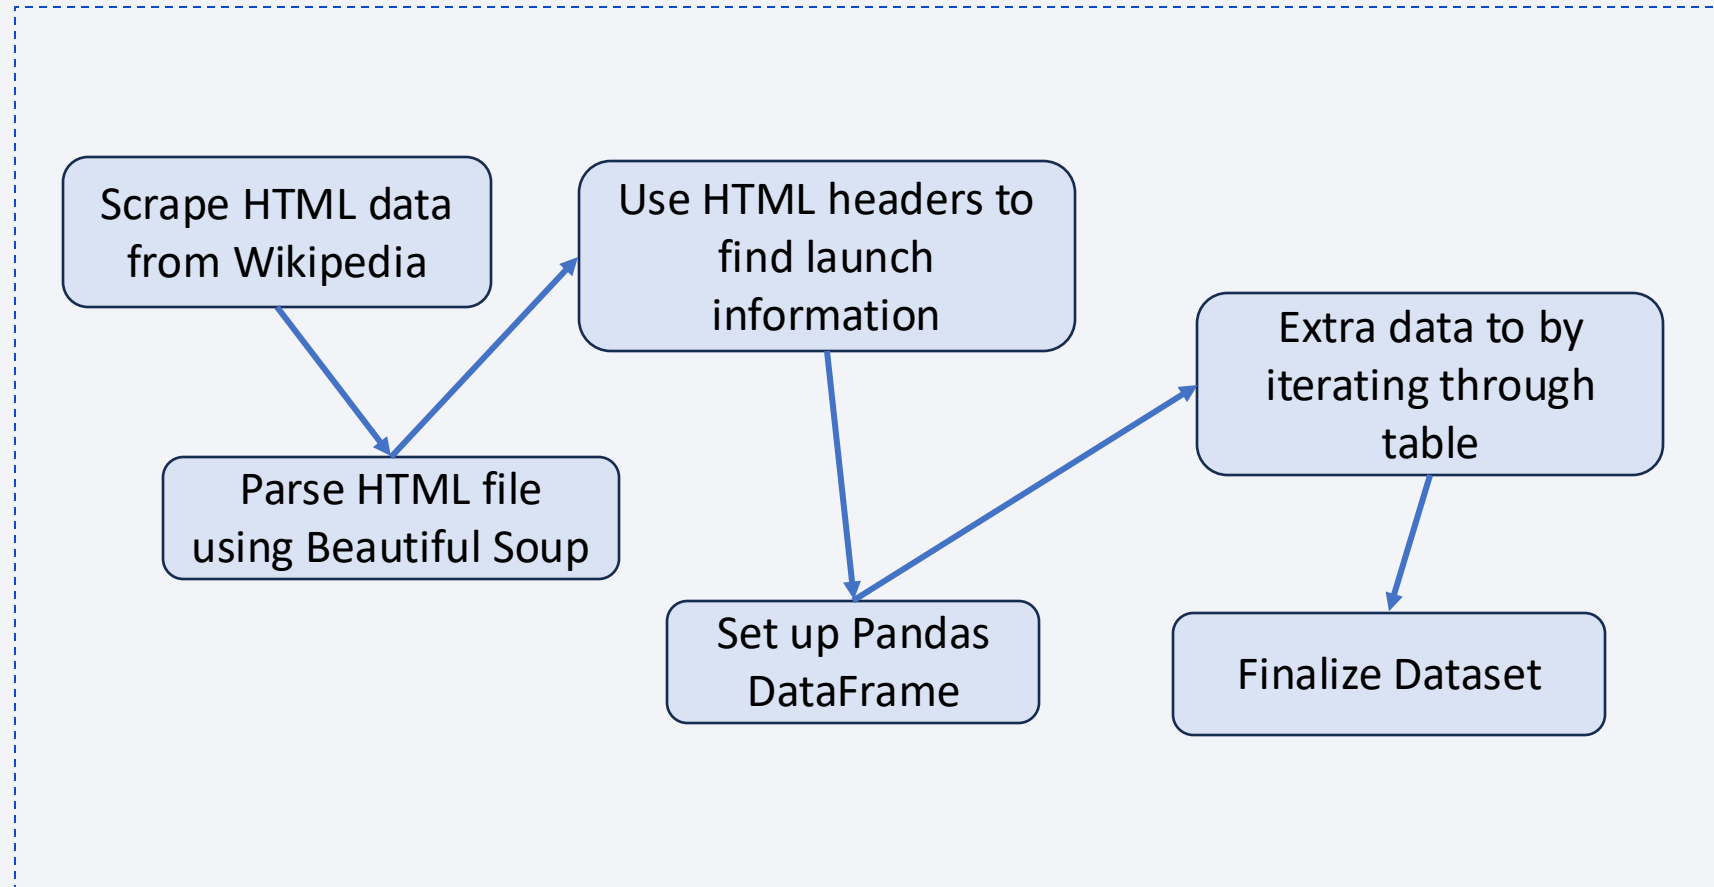 Scrape HTML data
from Wikipedia
Parse HTML file
using Beautiful Soup
Use HTML headers to
find launch
information
Set up Pandas
DataFrame
Extra data to by
iterating through
table
Finalize Dataset